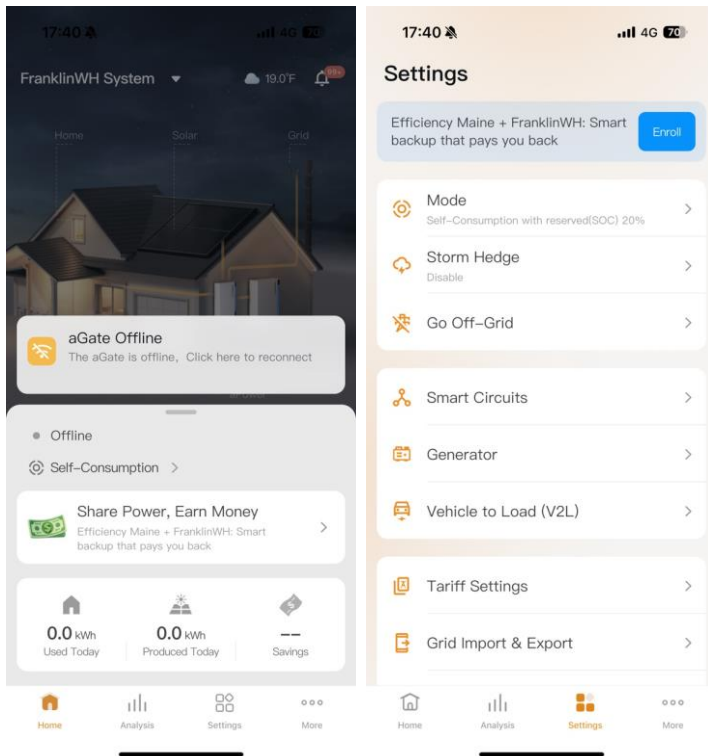 17:40
4G 70
FranklinWH System
19.0°F
99+
Home
Solar
Grid
aGate Offline
The aGate is offline, Click here to reconnect
Offline
Self-Consumption
Share Power, Earn Money
Efficiency Maine + FranklinWH: Smart
backup that pays you back
0.0 kWh
Used Today
0.0 kWh
Produced Today
--
Savings
Home
Analysis
Settings
More
17:40
4G 70
Settings
Efficiency Maine + FranklinWH: Smart
backup that pays you back
Enroll
Mode
Self-Consumption with reserved(SOC) 20%
Storm Hedge
Disable
Go Off-Grid
Smart Circuits
Generator
Vehicle to Load (V2L)
Tariff Settings
Grid Import & Export
Home
Analysis
Settings
More